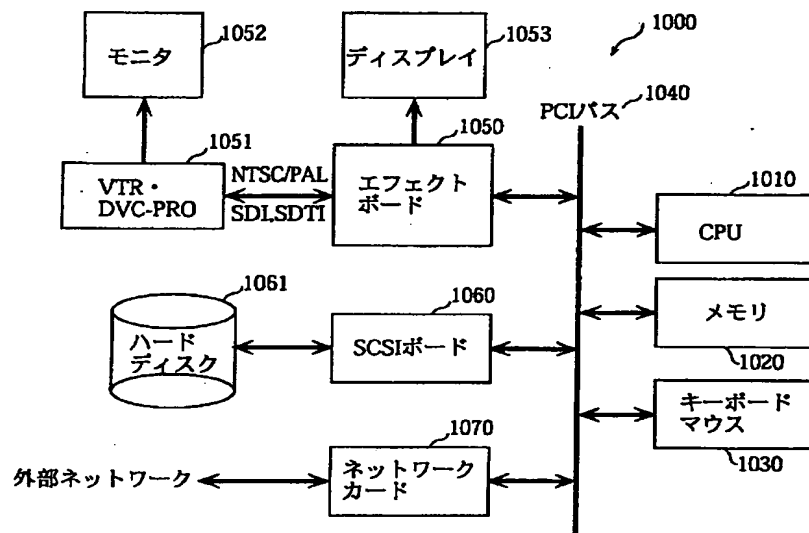 1052
モニタ
1053
ディスプレイ
1000
PCIバス
1040
1051
VTR・
DVC-PRO
NTSC/PAL
SDI,SDTI
1050
エフェクト
ボード
1010
CPU
1061
ハード
ディスク
1060
SCSIボード
メモリ
1020
キーボード
マウス
1030
外部ネットワーク
1070
ネットワーク
カード